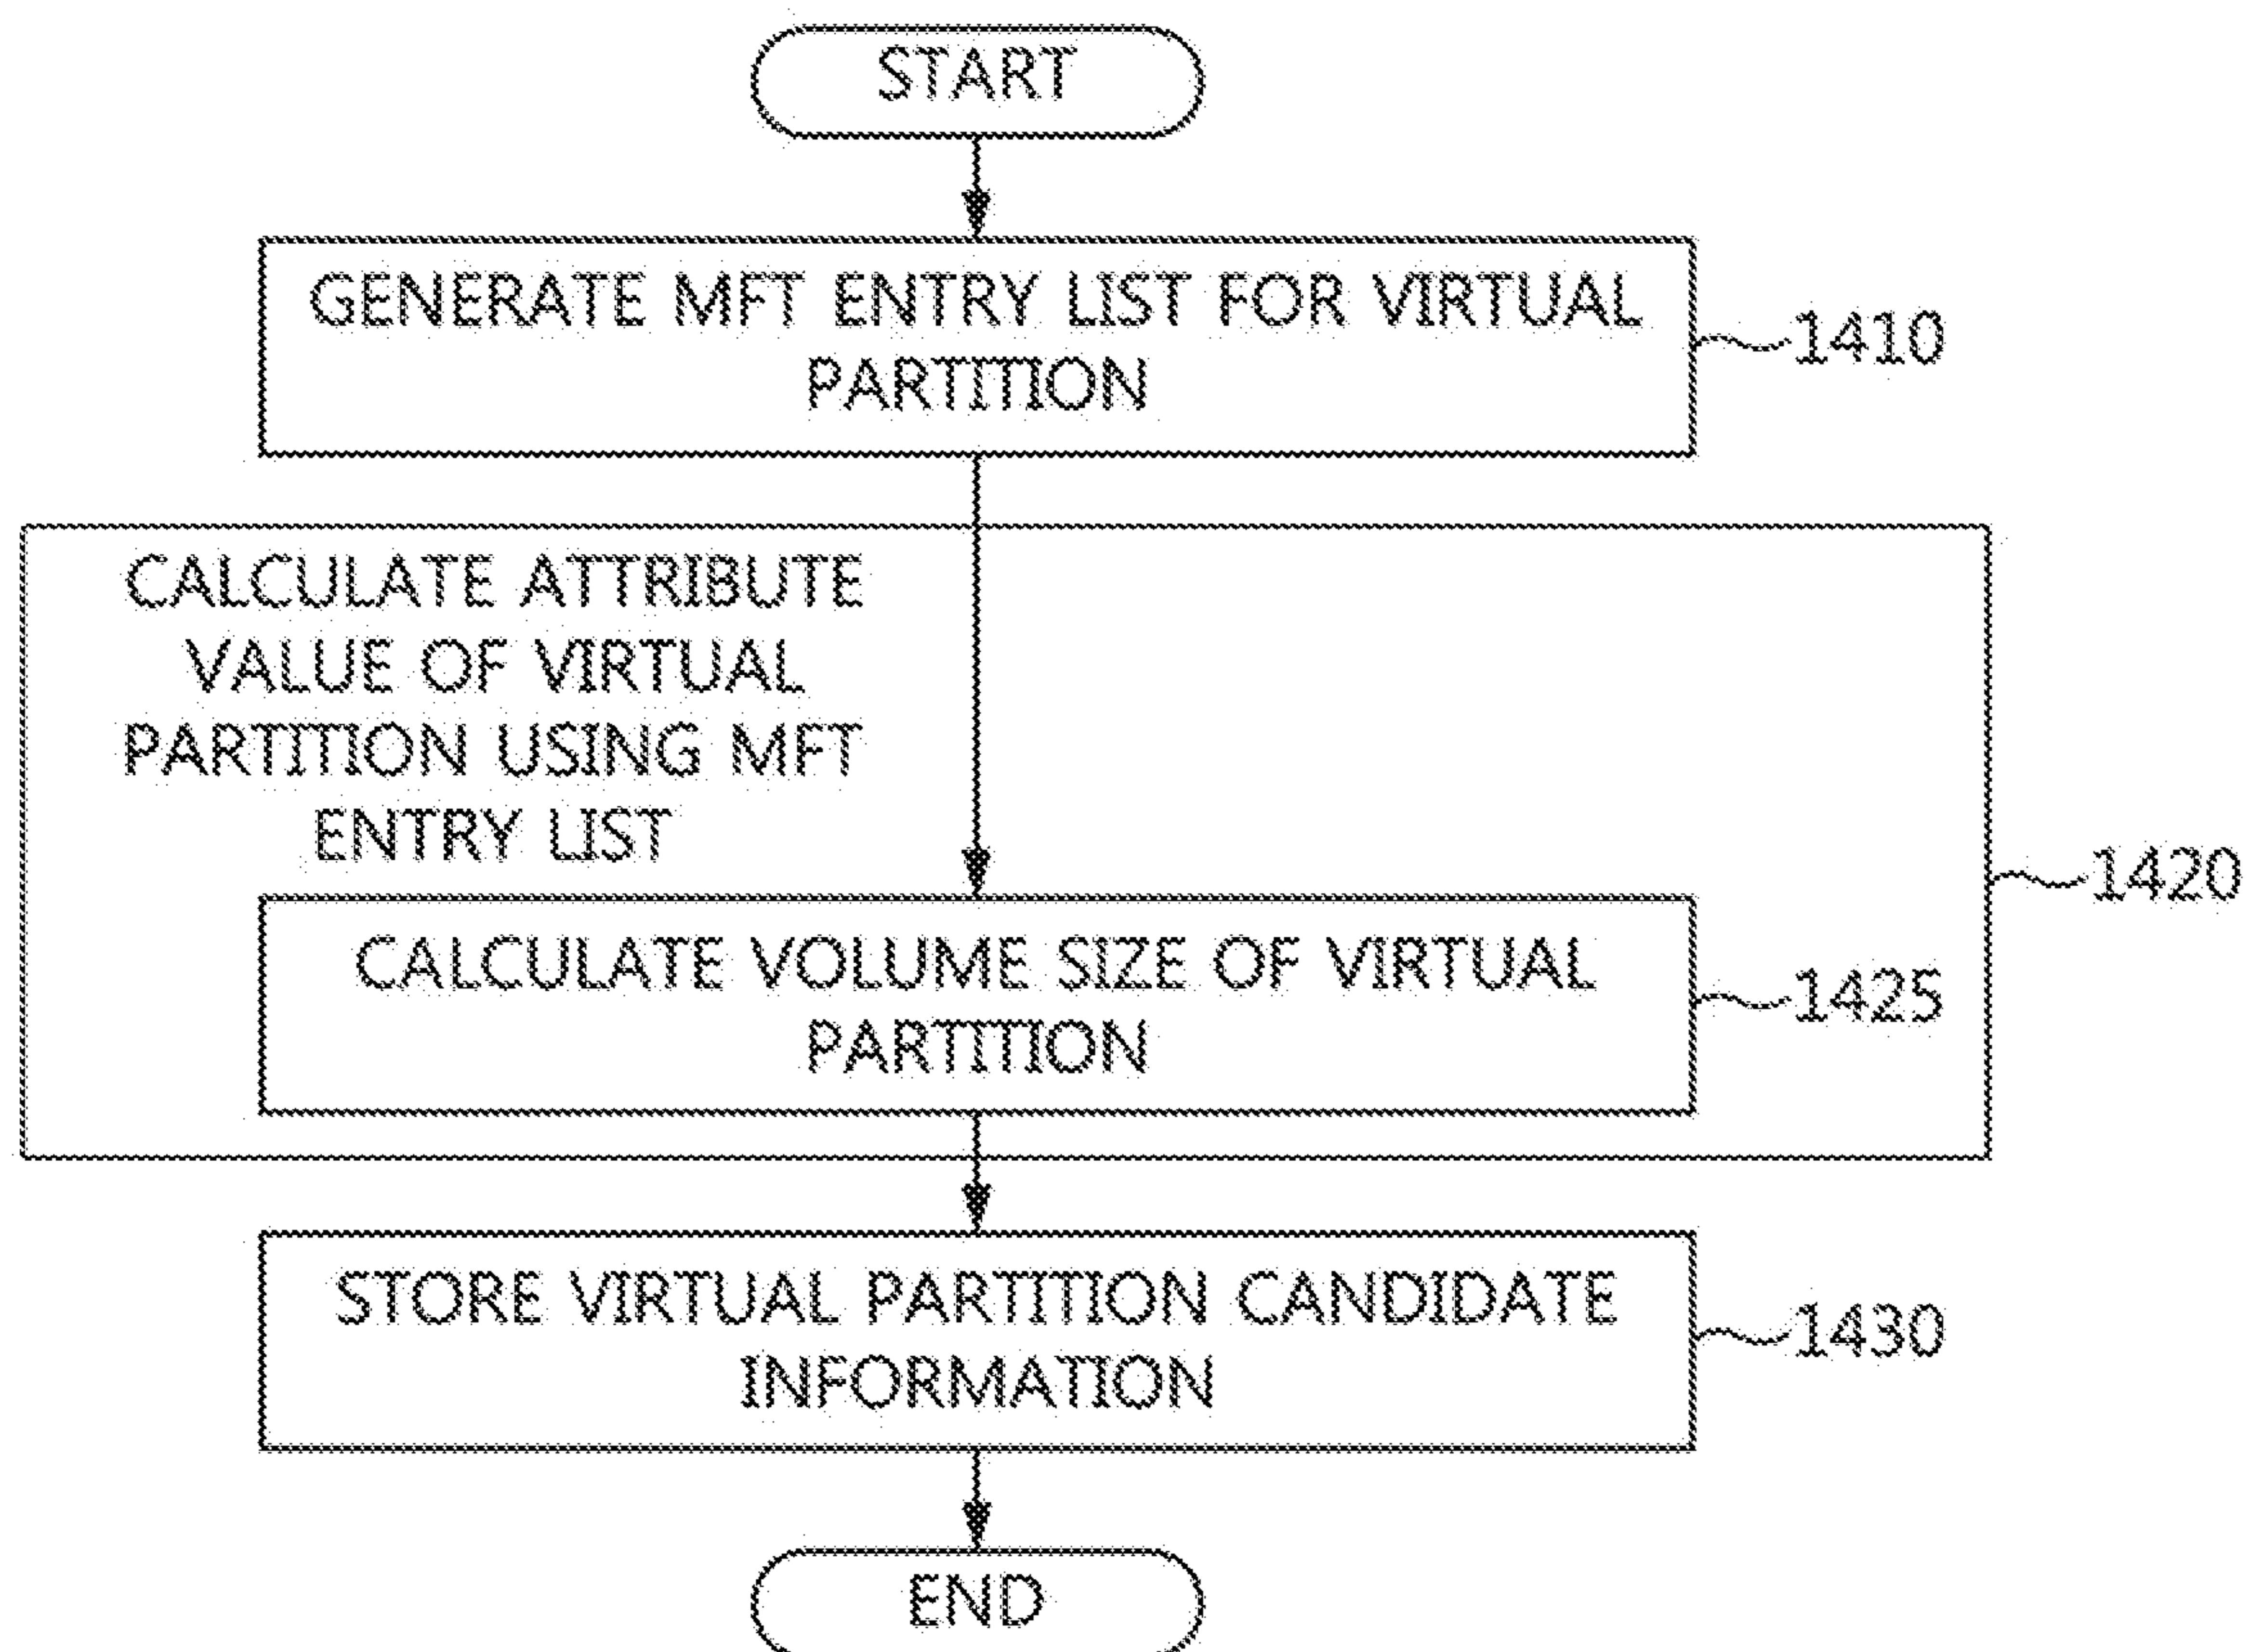 START
GENERATE MFT ENTRY LIST FOR VIRTUAL
PARTITION
1410
CALCULATE ATTRIBUTE
VALUE OF VIRTUAL
PARTITION USING MFT
ENTRY LIST
1420
CALCULATE VOLUME SIZE OF VIRTUAL
PARTITION
1425
STORE VIRTUAL PARTITION CANDIDATE
INFORMATION
1430
END